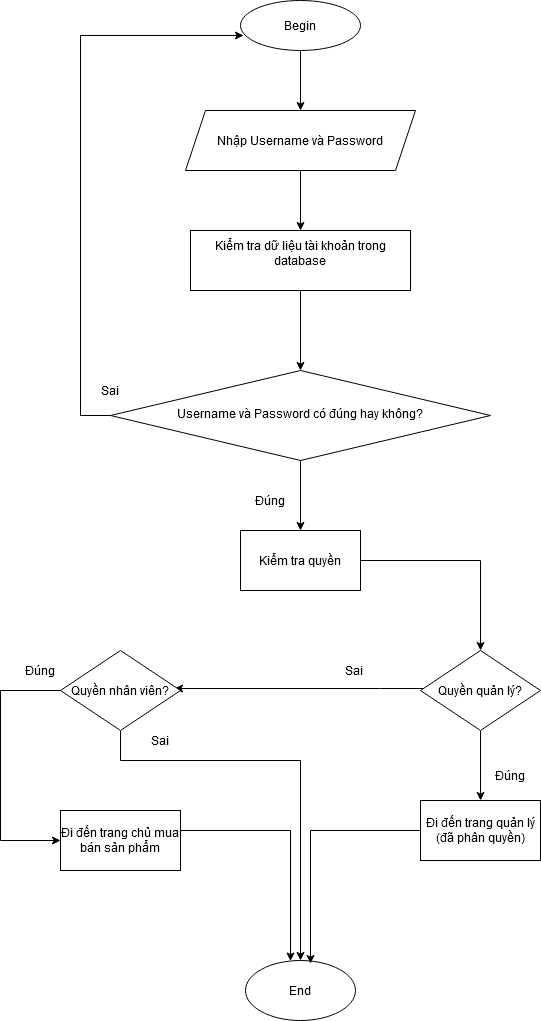 Begin
Nhập Username và Password
Kiểm tra dữ liệu tài khoản trong
database
Sai
Username và Password có đúng hay không?
Đúng
Kiểm tra quyền
Đúng
Quyền nhân viên?
Sai
Quyền quản lý?
Sai
Đúng
Đi đến trang chủ mua
bán sản phẩm
Đi đến trang quản lý
(đã phân quyền)
End